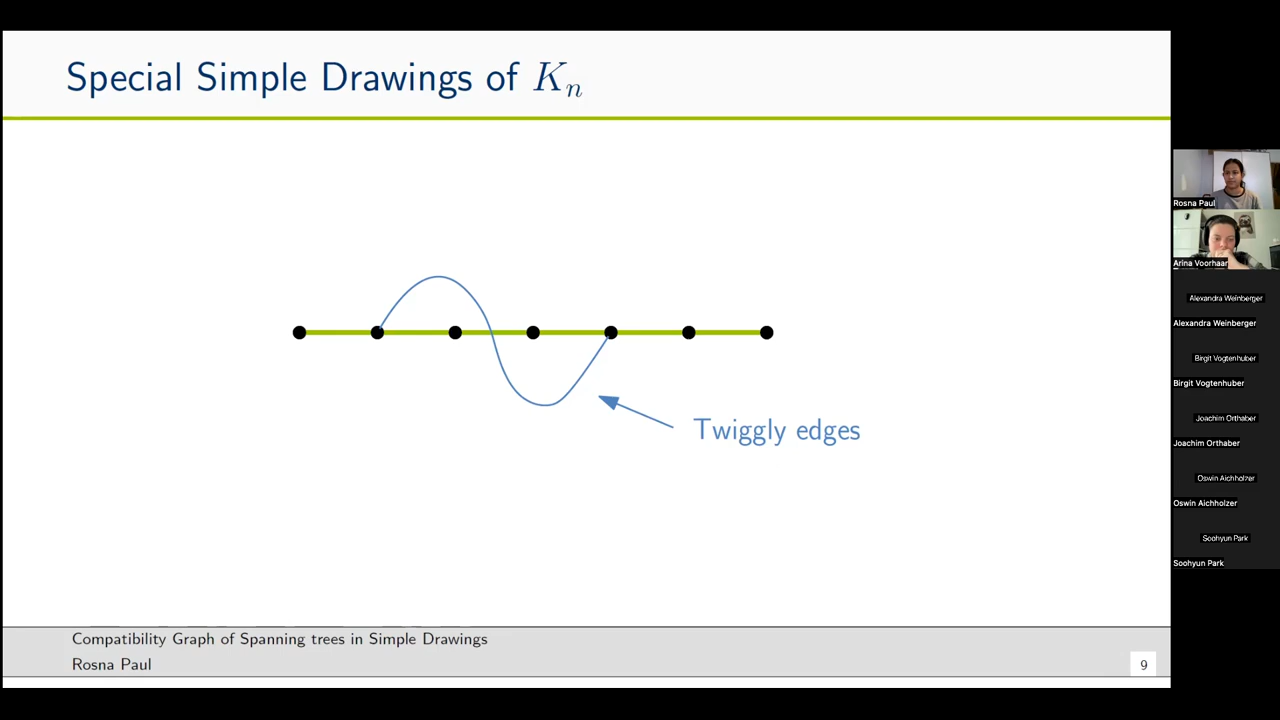 Special Simple Drawings of Kₙ
Twiggly edges
Compatibility Graph of Spanning trees in Simple Drawings
Rosna Paul
9
Rosna Paul
Arina Voorhaar
Alexandra Weinberger
Alexandra Weinberger
Birgit Vogtenhuber
Birgit Vogtenhuber
Joachim Orthaber
Joachim Orthaber
Oswin Aichholzer
Oswin Aichholzer
Soohyun Park
Soohyun Park